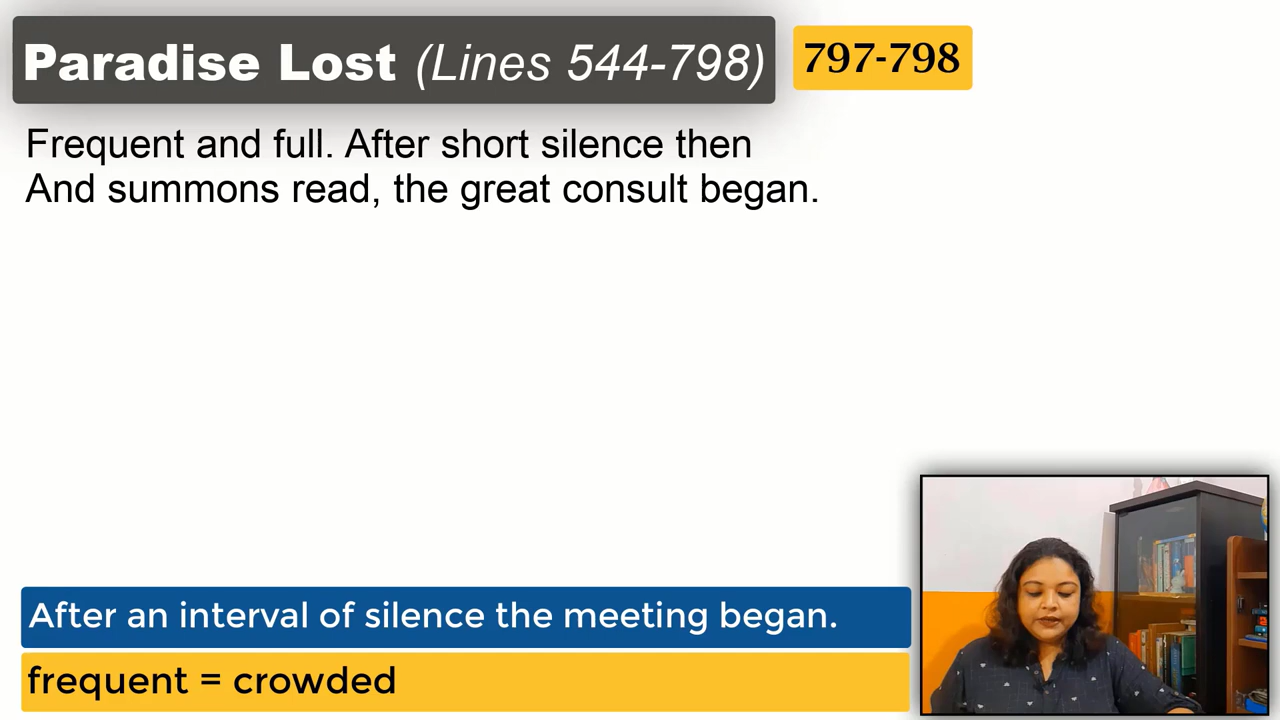 Paradise Lost (Lines 544-798) 797-798
Frequent and full. After short silence then
And summons read, the great consult began.
After an interval of silence the meeting began.
frequent = crowded